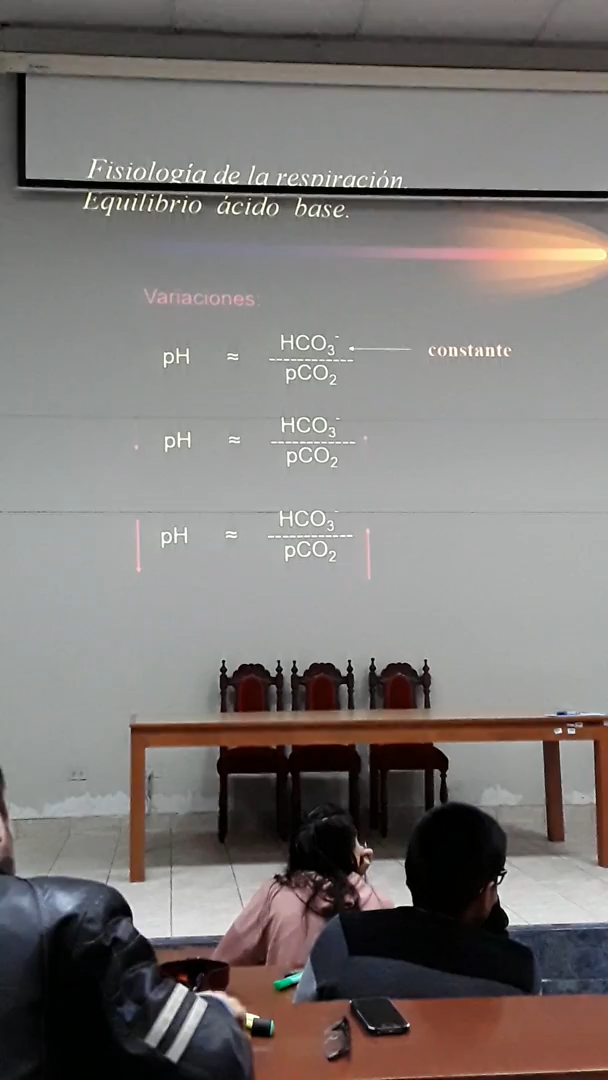 Fisiología de la respiración.
Equilibrio ácido base.
Variaciones:
pH ≈ HCO₃⁻ / pCO₂ constante
pH ≈ HCO₃⁻ / pCO₂
pH ≈ HCO₃⁻ / pCO₂